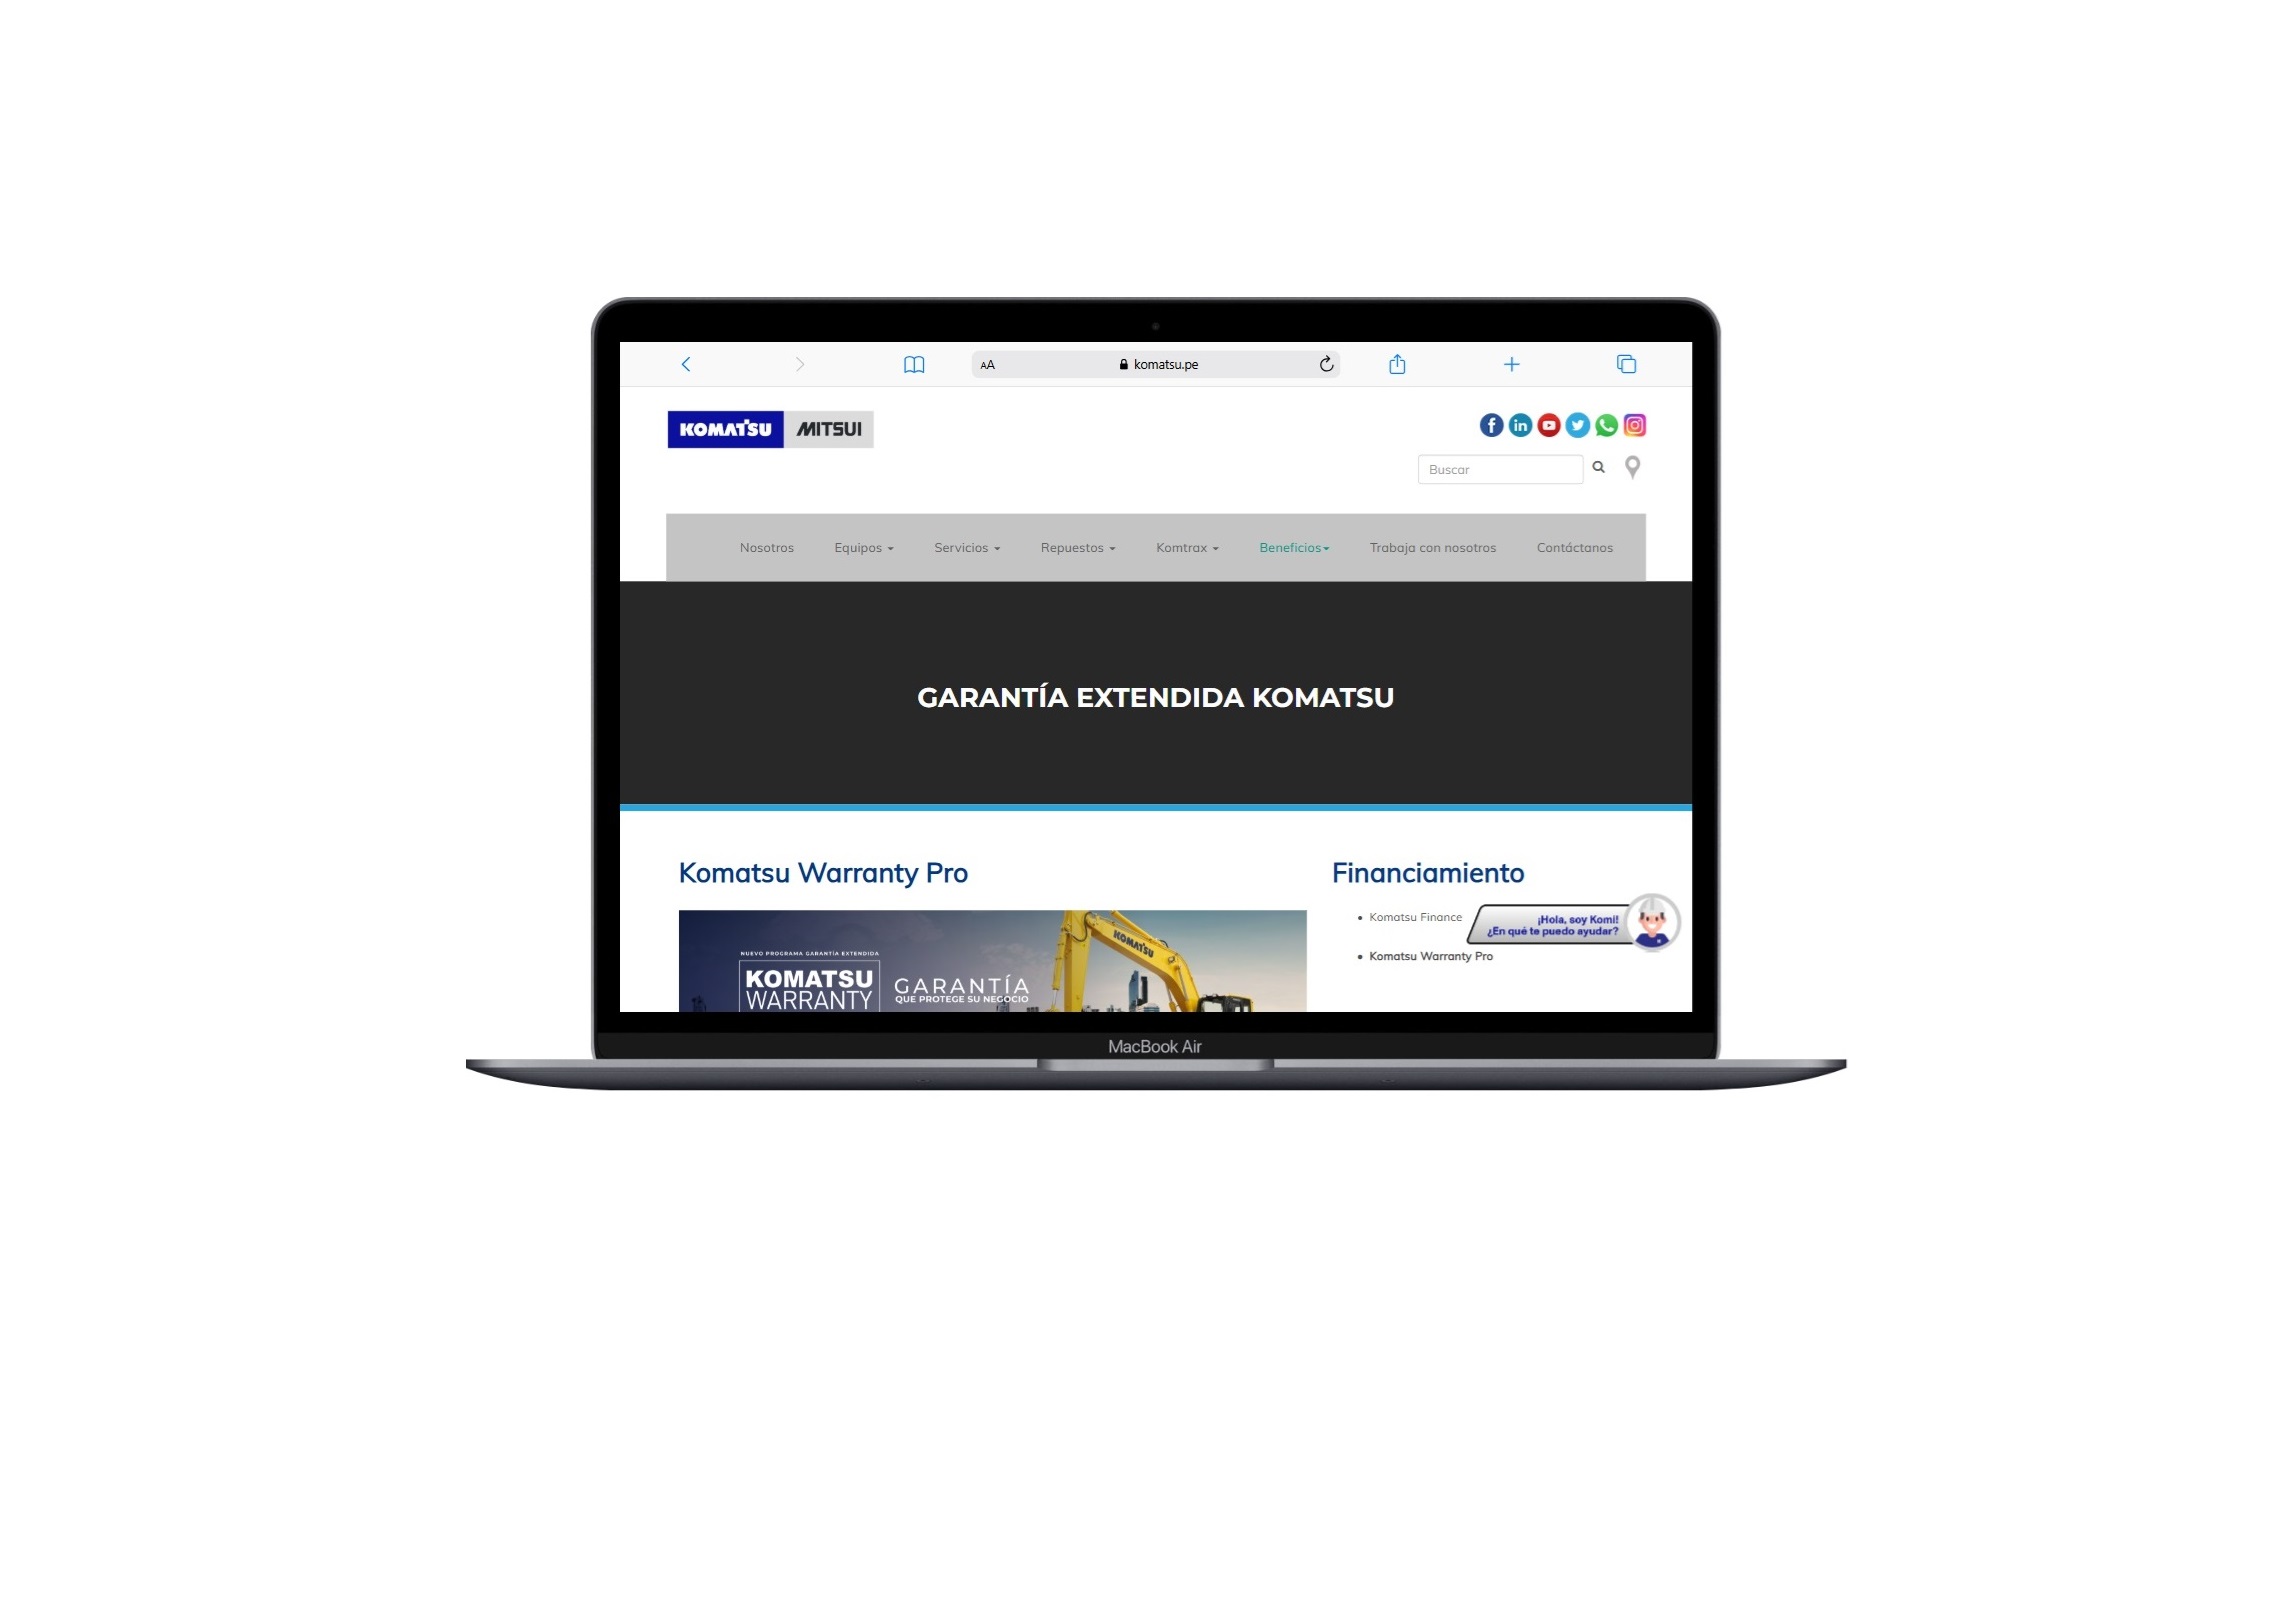 AA komatsu.pe
KOMATSU MITSUI
Buscar
Nosotros Equipos Servicios Repuestos Komtrax Beneficios Trabaja con nosotros Contáctanos
GARANTÍA EXTENDIDA KOMATSU
Komatsu Warranty Pro
NUEVO PROGRAMA GARANTÍA EXTENDIDA
KOMATSU
WARRANTY
GARANTÍA
QUE PROTEGE SU NEGOCIO
KOMATSU
Financiamiento
• Komatsu Finance
¡Hola, soy Komi!
¿En qué te puedo ayudar?
• Komatsu Warranty Pro
MacBook Air